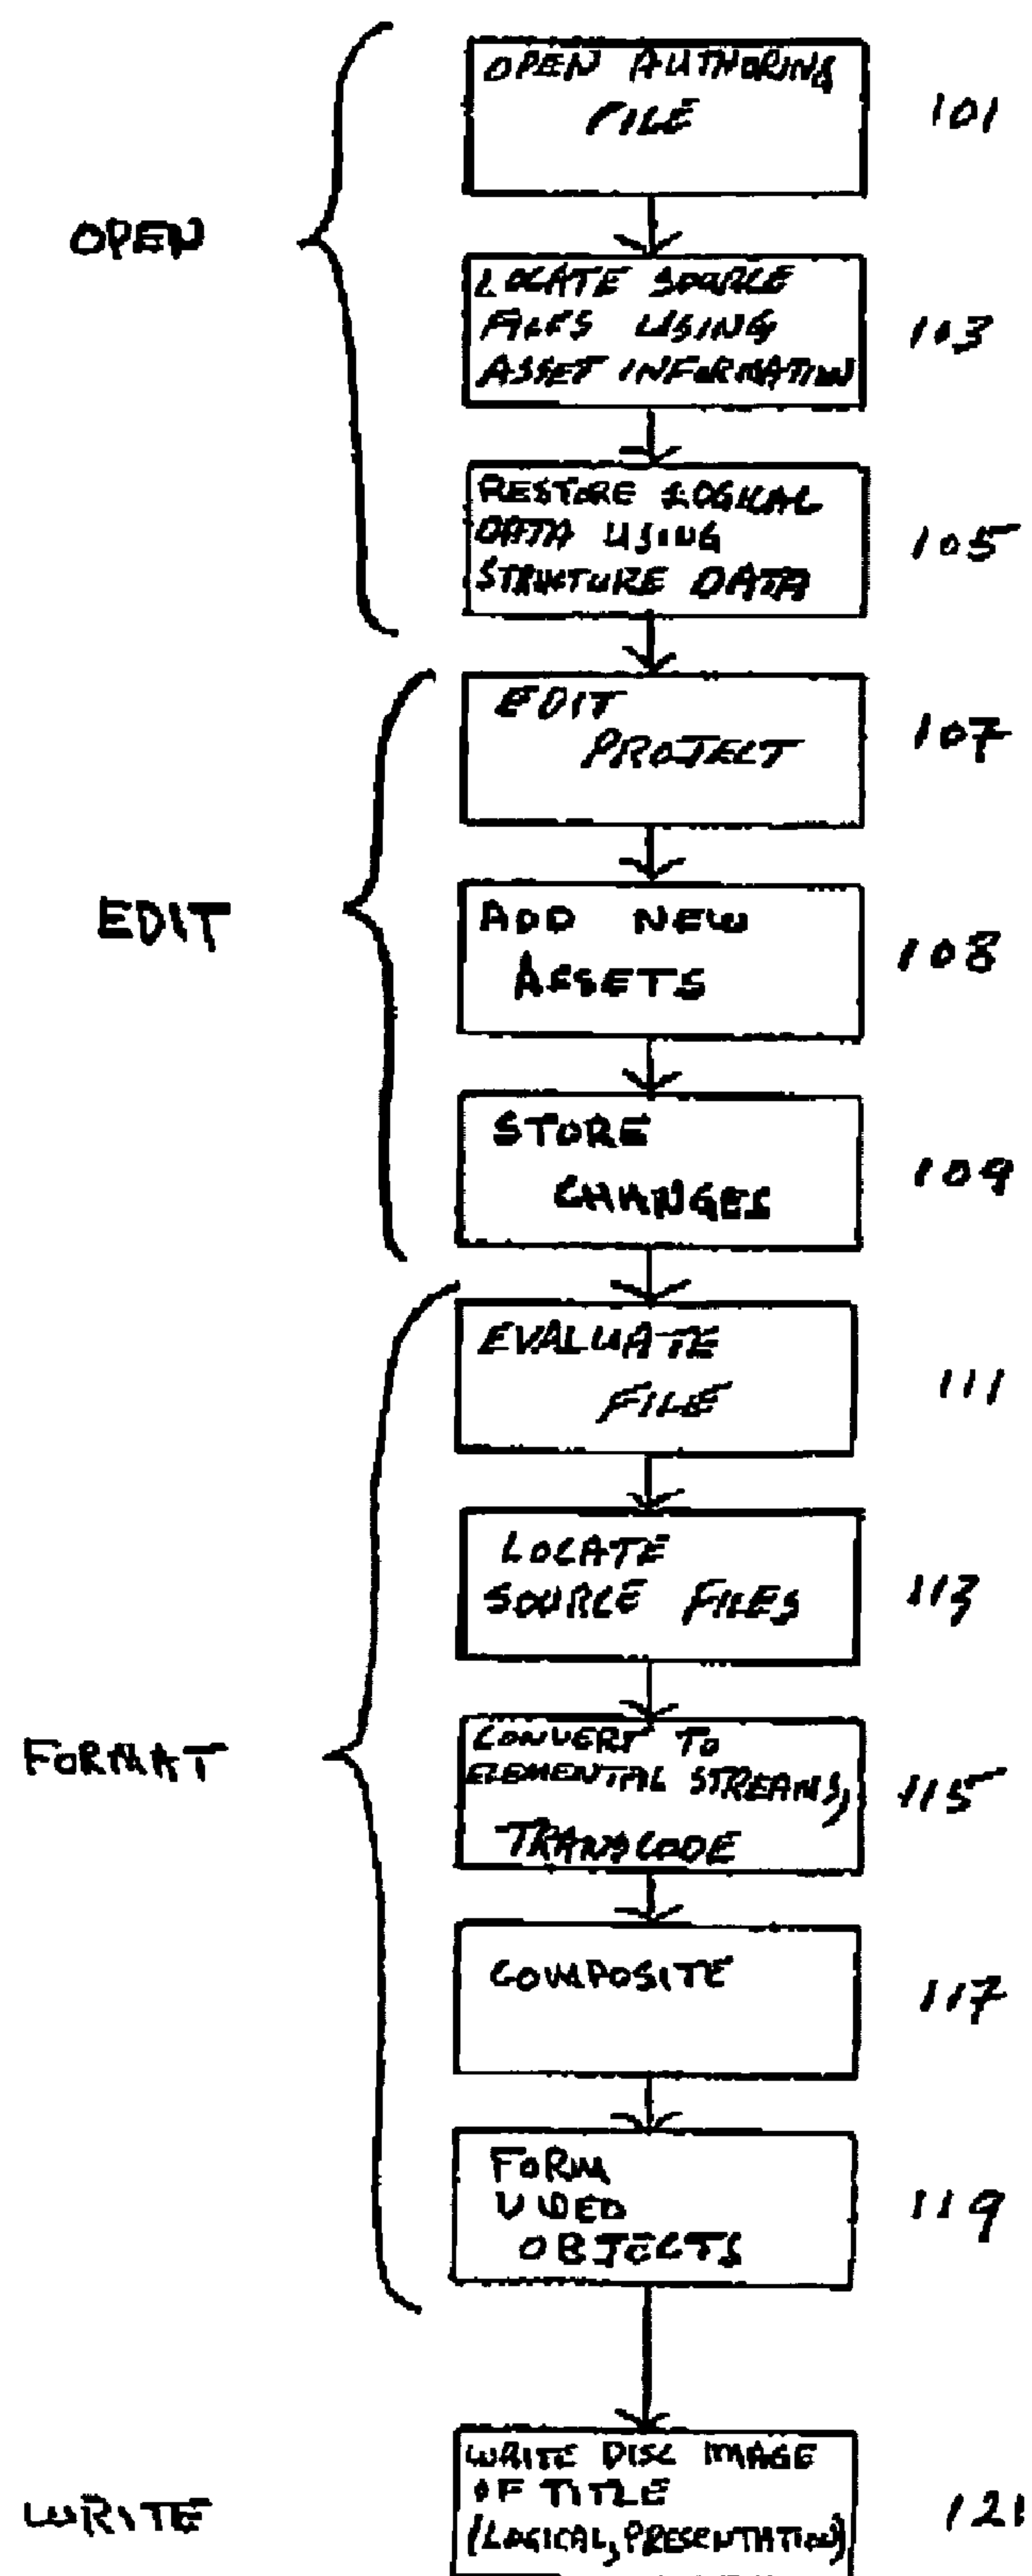 OPEN
OPEN AUTHORING
FILE
101
LOCATE SOURCE
FILES USING
ASSET INFORMATION
103
RESTORE LOGICAL
DATA USING
STRUCTURE DATA
105
EDIT
EDIT
PROJECT
107
ADD NEW
ASSETS
108
STORE
CHANGES
109
FORMAT
EVALUATE
FILE
111
LOCATE
SOURCE FILES
113
CONVERT TO
ELEMENTAL STREAMS,
TRANSCODE
115
COMPOSITE
117
FORM
VIDEO
OBJECTS
119
WRITE
WRITE DISC IMAGE
OF TITLE
(LOGICAL, PRESENTATION)
121